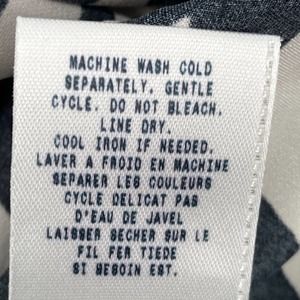 MACHINE WASH COLD
SEPARATELY. GENTLE
CYCLE. DO NOT BLEACH.
LINE DRY.
COOL IRON IF NEEDED.
LAVER A FROID EN MACHINE
SEPARER LES COULEURS
CYCLE DELICAT PAS
D'EAU DE JAVEL
LAISSER SECHER SUR LE
FIL FER TIEDE
SI BESOIN EST.